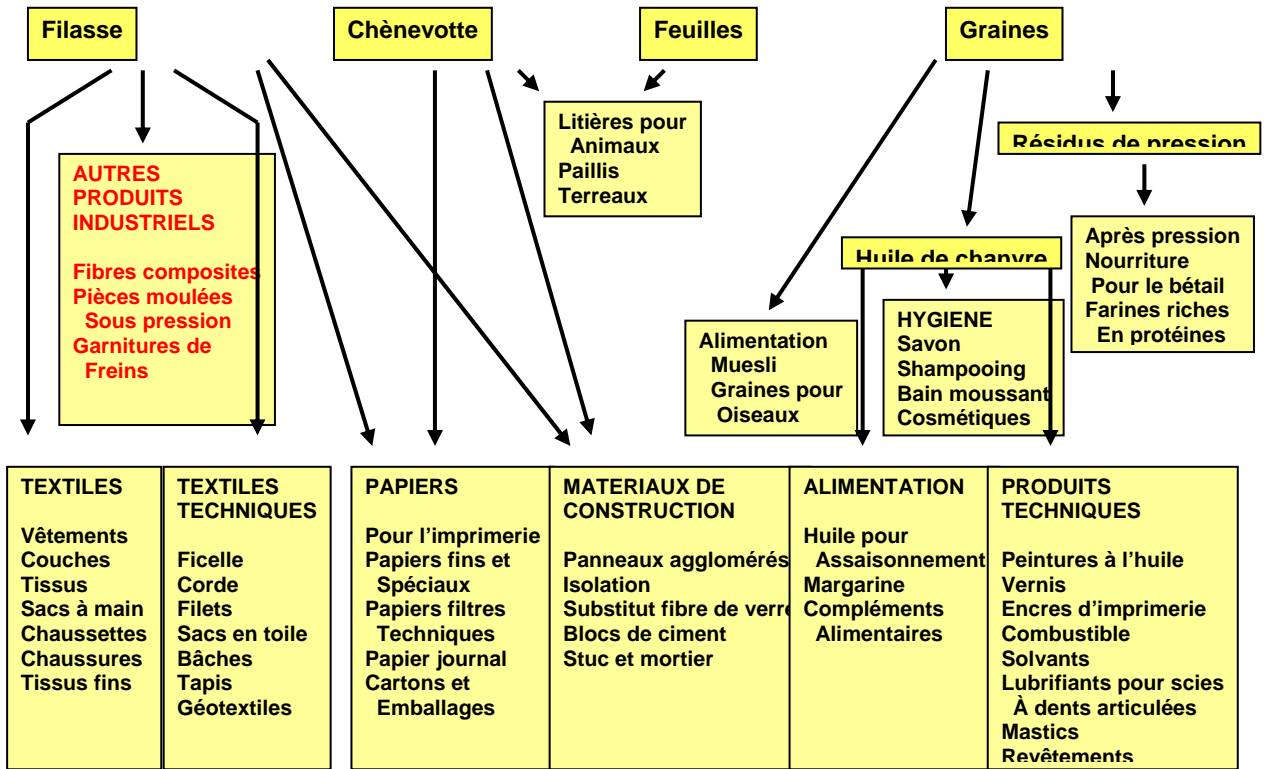 Filasse
Chènevotte
Feuilles
Graines
Litières pour
Animaux
Paillis
Terreaux
Résidus de pression
AUTRES
PRODUITS
INDUSTRIELS
Fibres composites
Pièces moulées
Sous pression
Garnitures de
Freins
Après pression
Nourriture
Pour le bétail
Farines riches
En protéines
Huile de chanvre
Alimentation
Muesli
Graines pour
Oiseaux
HYGIENE
Savon
Shampooing
Bain moussant
Cosmétiques
TEXTILES
Vêtements
Couches
Tissus
Sacs à main
Chaussettes
Chaussures
Tissus fins
TEXTILES
TECHNIQUES
Ficelle
Corde
Filets
Sacs en toile
Bâches
Tapis
Géotextiles
PAPIERS
Pour l’imprimerie
Papiers fins et
Spéciaux
Papiers filtres
Techniques
Papier journal
Cartons et
Emballages
MATERIAUX DE
CONSTRUCTION
Panneaux agglomérés
Isolation
Substitut fibre de verre
Blocs de ciment
Stuc et mortier
ALIMENTATION
Huile pour
Assaisonnement
Margarine
Compléments
Alimentaires
PRODUITS
TECHNIQUES
Peintures à l’huile
Vernis
Encres d’imprimerie
Combustible
Solvants
Lubrifiants pour scies
À dents articulées
Mastics
Revêtements